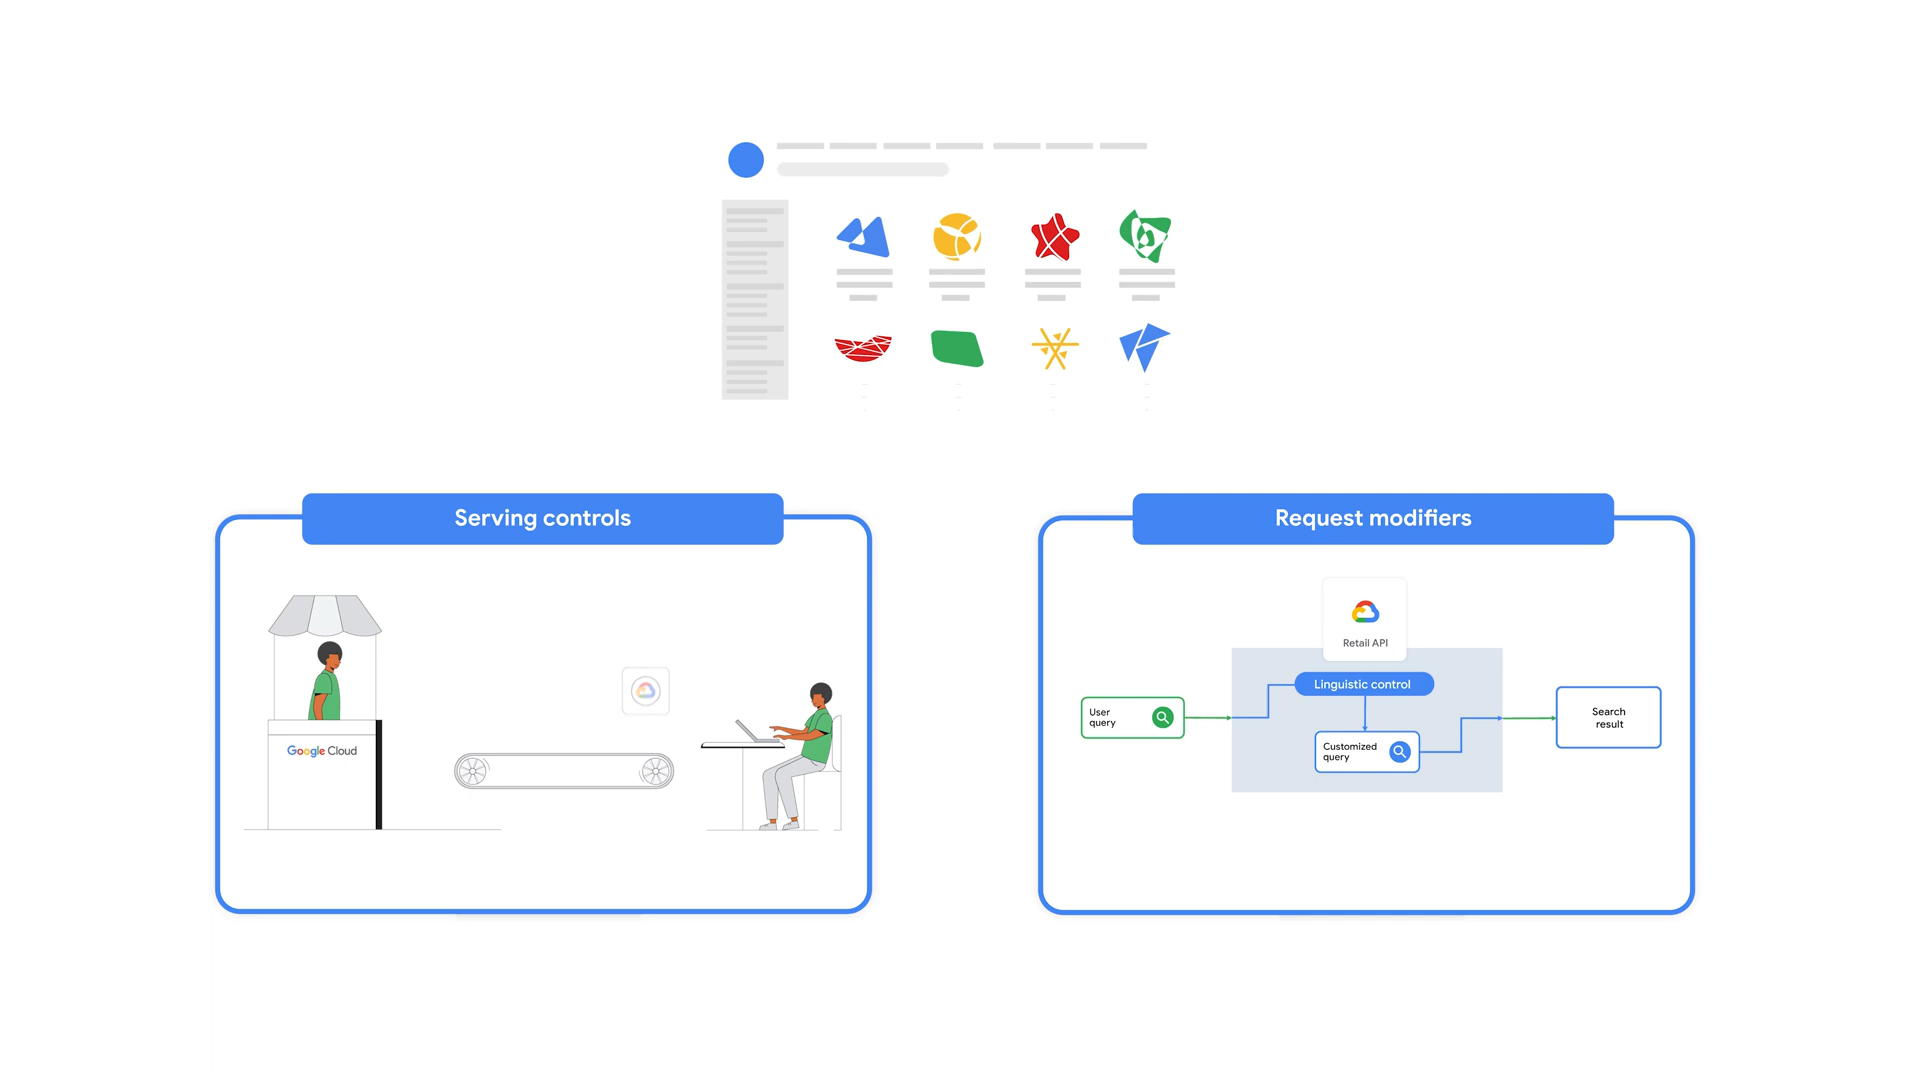 Serving controls
Google Cloud
Request modifiers
Retail API
Linguistic control
User
query
Customized
query
Search
result